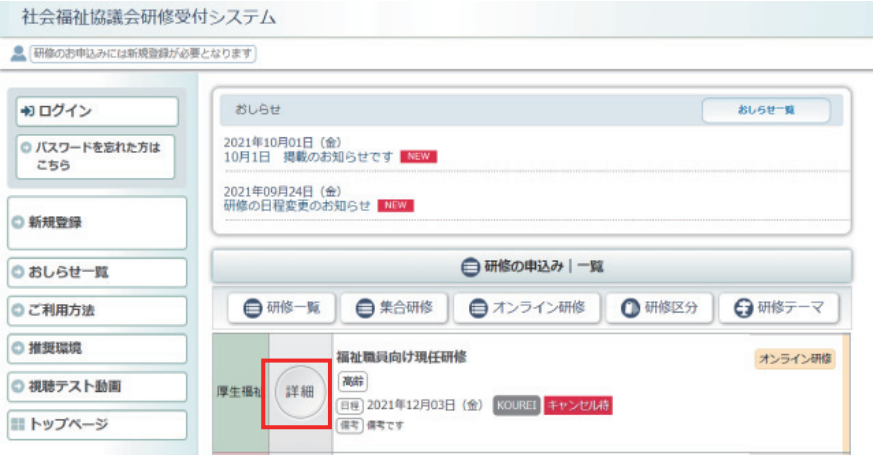 社会福祉協議会研修受付システム
研修のお申込みには新規登録が必要となります
ログイン
パスワードを忘れた方は
こちら
新規登録
おしらせ一覧
ご利用方法
推奨環境
視聴テスト動画
トップページ
おしらせ
おしらせ一覧
2021年10月01日（金）
10月1日　掲載のお知らせです NEW
2021年09月24日（金）
研修の日程変更のお知らせ NEW
研修の申込み｜一覧
研修一覧
集合研修
オンライン研修
研修区分
研修テーマ
厚生福祉
詳細
福祉職員向け現任研修
オンライン研修
高齢
日程 2021年12月03日（金） KOUREI キャンセル待
備考 備考です